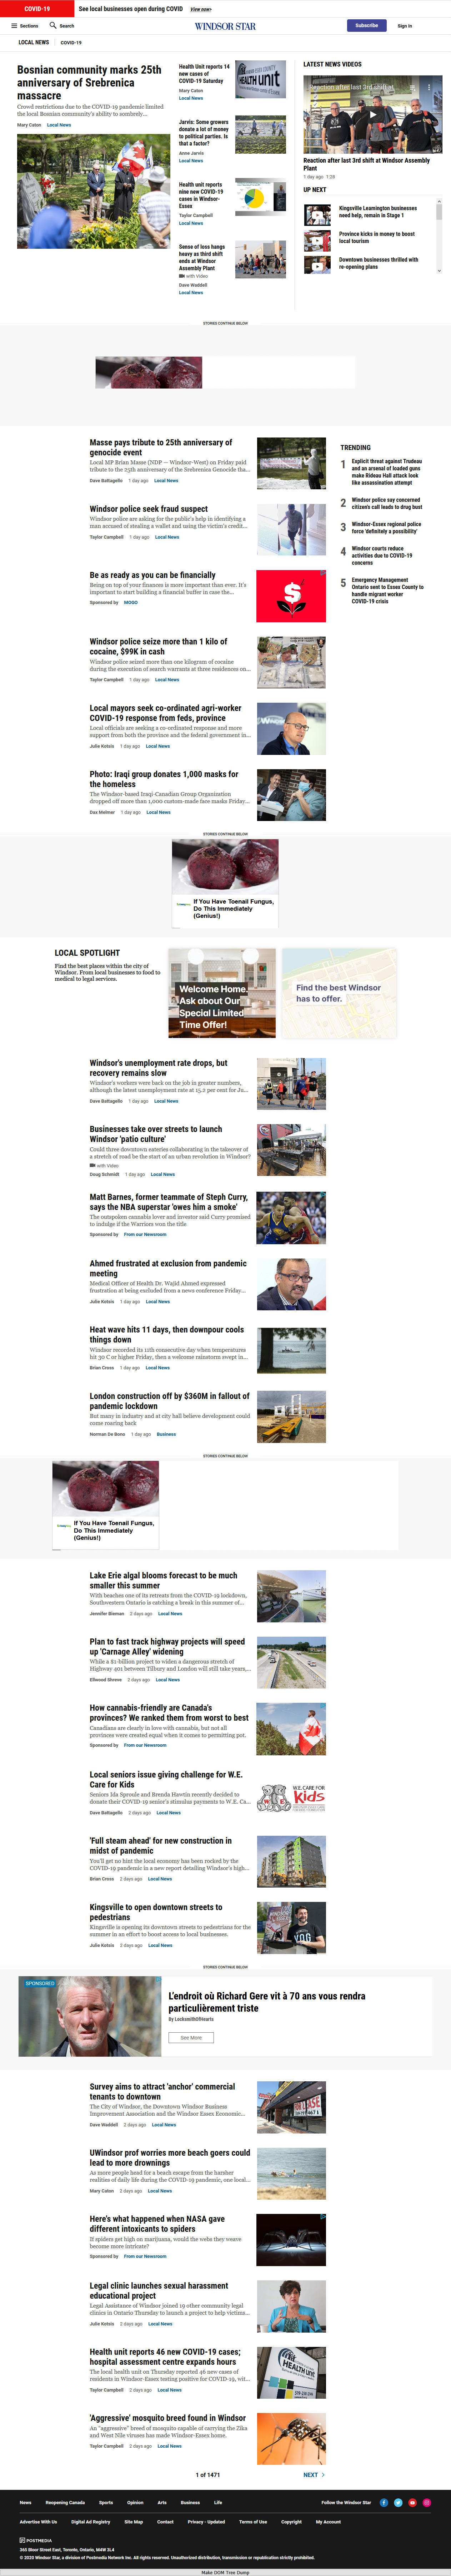 COVID-19
See local businesses open during COVID View now›
Sections
Search
WINDSOR STAR
Subscribe
Sign in
LOCAL NEWS
COVID-19
Bosnian community marks 25th
anniversary of Srebrenica
massacre
Crowd restrictions due to the COVID-19 pandemic limited
the local Bosnian community's ability to sombrely…
Mary Caton Local News
Health Unit reports 14
new cases of
COVID-19 Saturday
Mary Caton
Local News
Jarvis: Some growers
donate a lot of money
to political parties. Is
that a factor?
Anne Jarvis
Local News
Health unit reports
nine new COVID-19
cases in Windsor-
Essex
Taylor Campbell
Local News
Sense of loss hangs
heavy as third shift
ends at Windsor
Assembly Plant
with Video
Dave Waddell
Local News
LATEST NEWS VIDEOS
Reaction after last 3rd shift at
Reaction after last 3rd shift at Windsor Assembly
Plant
1 day ago 1:28
UP NEXT
Kingsville Leamington businesses
need help, remain in Stage 1
Province kicks in money to boost
local tourism
Downtown businesses thrilled with
re-opening plans
STORIES CONTINUE BELOW
Masse pays tribute to 25th anniversary of
genocide event
Local MP Brian Masse (NDP — Windsor-West) on Friday paid
tribute to the 25th anniversary of the Srebrenica Genocide tha…
Dave Battagello 1 day ago Local News
Windsor police seek fraud suspect
Windsor police are asking for the public's help in identifying a
man accused of stealing a wallet and using the victim's credit…
Taylor Campbell 1 day ago Local News
Be as ready as you can be financially
Being on top of your finances is more important than ever. It's
important to start building a financial buffer in case the…
Sponsored by MOGO
Windsor police seize more than 1 kilo of
cocaine, $99K in cash
Windsor police seized more than one kilogram of cocaine
during the execution of search warrants at three residences on…
Taylor Campbell 1 day ago Local News
Local mayors seek co-ordinated agri-worker
COVID-19 response from feds, province
Local officials are seeking a co-ordinated response and more
support from both the province and the federal government in…
Julie Kotsis 1 day ago Local News
Photo: Iraqi group donates 1,000 masks for
the homeless
The Windsor-based Iraqi-Canadian Group Organization
dropped off more than 1,000 custom-made face masks Friday…
Dax Melmer 1 day ago Local News
TRENDING
1 Explicit threat against Trudeau
and an arsenal of loaded guns
make Rideau Hall attack look
like assassination attempt
2 Windsor police say concerned
citizen's call leads to drug bust
3 Windsor-Essex regional police
force 'definitely a possibility'
4 Windsor courts reduce
activities due to COVID-19
concerns
5 Emergency Management
Ontario sent to Essex County to
handle migrant worker
COVID-19 crisis
STORIES CONTINUE BELOW
If You Have Toenail Fungus,
Do This Immediately
(Genius!)
LOCAL SPOTLIGHT
Find the best places within the city of
Windsor. From local businesses to food to
medical to legal services.
Welcome Home.
Ask about Our
Special Limited
Time Offer!
Find the best Windsor
has to offer.
Windsor's unemployment rate drops, but
recovery remains slow
Windsor's workers were back on the job in greater numbers,
although the latest unemployment rate at 15.2 per cent for Ju…
Dave Battagello 1 day ago Local News
Businesses take over streets to launch
Windsor 'patio culture'
Could three downtown eateries collaborating in the takeover of
a stretch of road be the start of an urban revolution in Windsor?
with Video
Doug Schmidt 1 day ago Local News
Matt Barnes, former teammate of Steph Curry,
says the NBA superstar 'owes him a smoke'
The outspoken cannabis lover and investor said Curry promised
to indulge if the Warriors won the title
Sponsored by From our Newsroom
Ahmed frustrated at exclusion from pandemic
meeting
Medical Officer of Health Dr. Wajid Ahmed expressed
frustration at being excluded from a news conference Friday…
Julie Kotsis 1 day ago Local News
Heat wave hits 11 days, then downpour cools
things down
Windsor recorded its 11th consecutive day when temperatures
hit 30 C or higher Friday, then a welcome rainstorm swept in…
Brian Cross 1 day ago Local News
London construction off by $360M in fallout of
pandemic lockdown
But many in industry and at city hall believe development could
come roaring back
Norman De Bono 1 day ago Business
STORIES CONTINUE BELOW
If You Have Toenail Fungus,
Do This Immediately
(Genius!)
Lake Erie algal blooms forecast to be much
smaller this summer
With beaches one of its retreats from the COVID-19 lockdown,
Southwestern Ontario is catching a break in this summer of…
Jennifer Bieman 2 days ago Local News
Plan to fast track highway projects will speed
up 'Carnage Alley' widening
While a $1-billion project to widen a dangerous stretch of
Highway 401 between Tilbury and London will still take years,…
Ellwood Shreve 2 days ago Local News
How cannabis-friendly are Canada's
provinces? We ranked them from worst to best
Canadians are clearly in love with cannabis, but not all
provinces were created equal when it comes to permitting pot.
Sponsored by From our Newsroom
Local seniors issue giving challenge for W.E.
Care for Kids
Seniors Ida Sproule and Brenda Hawtin recently decided to
donate their COVID-19 senior's stimulus payments to W.E. Ca…
Dave Battagello 2 days ago Local News
W.E. CARE FOR
Kids
'Full steam ahead' for new construction in
midst of pandemic
You'll get no hint the local economy has been rocked by the
COVID-19 pandemic in a new report detailing Windsor's high…
Brian Cross 2 days ago Local News
Kingsville to open downtown streets to
pedestrians
Kingsville is opening its downtown streets to pedestrians for the
summer in an effort to boost access to local businesses.
Julie Kotsis 2 days ago Local News
STORIES CONTINUE BELOW
SPONSORED
L'endroit où Richard Gere vit à 70 ans vous rendra
particulièrement triste
By LocksmithOfHearts
See More
Survey aims to attract 'anchor' commercial
tenants to downtown
The City of Windsor, the Downtown Windsor Business
Improvement Association and the Windsor Essex Economic…
Dave Waddell 2 days ago Local News
UWindsor prof worries more beach goers could
lead to more drownings
As more people head for a beach escape from the harsher
realities of daily life during the COVID-19 pandemic, one local…
Mary Caton 2 days ago Local News
Here's what happened when NASA gave
different intoxicants to spiders
If spiders get high on marijuana, would the webs they weave
become more intricate?
Sponsored by From our Newsroom
Legal clinic launches sexual harassment
educational project
Legal Assistance of Windsor joined 19 other community legal
clinics in Ontario Thursday to launch a project to help victims…
Julie Kotsis 2 days ago Local News
Health unit reports 46 new COVID-19 cases;
hospital assessment centre expands hours
The local health unit on Thursday reported 46 new cases of
residents in Windsor-Essex testing positive for COVID-19, wit…
Taylor Campbell 2 days ago Local News
'Aggressive' mosquito breed found in Windsor
An "aggressive" breed of mosquito capable of carrying the Zika
and West Nile viruses has made Windsor-Essex home.
Taylor Campbell 2 days ago Local News
1 of 1471
NEXT
News Reopening Canada Sports Opinion Arts Business Life
Follow the Windsor Star
Advertise With Us Digital Ad Registry Site Map Contact Privacy - Updated Terms of Use Copyright My Account
POSTMEDIA
365 Bloor Street East, Toronto, Ontario, M4W 3L4
© 2020 Windsor Star, a division of Postmedia Network Inc. All rights reserved. Unauthorized distribution, transmission or republication strictly prohibited.
Make DOM Tree Dump